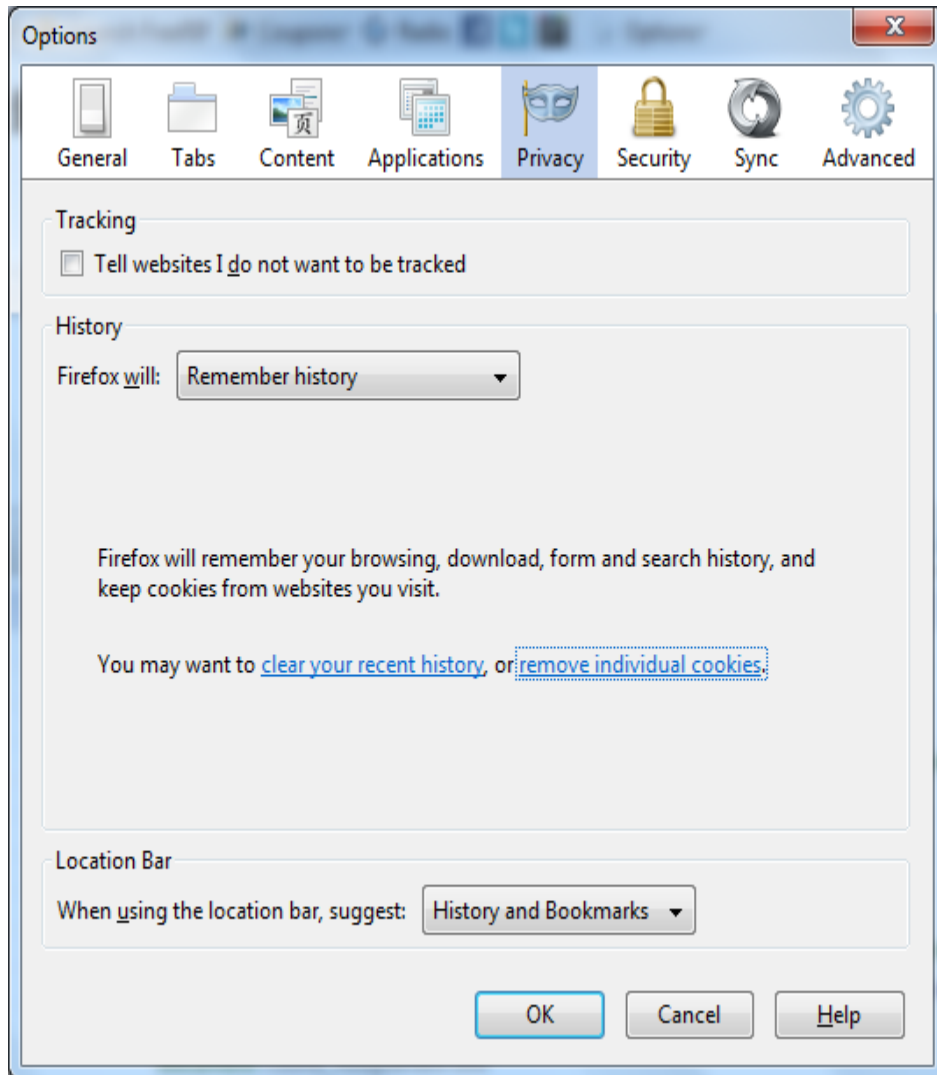 Options
General Tabs Content Applications Privacy Security Sync Advanced
页
Tracking
Tell websites I do not want to be tracked
History
Firefox will: Remember history
Firefox will remember your browsing, download, form and search history, and
keep cookies from websites you visit.
You may want to clear your recent history, or remove individual cookies.
Location Bar
When using the location bar, suggest: History and Bookmarks
OK Cancel Help